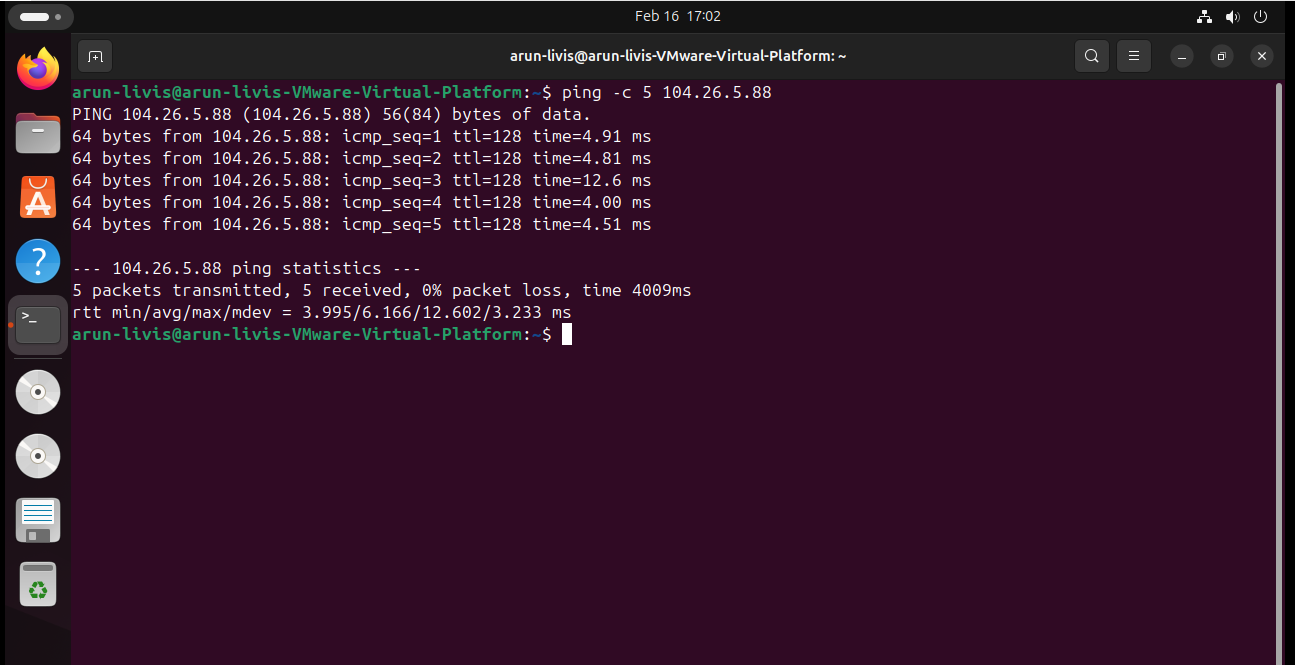 Feb 16 17:02
arun-livis@arun-livis-VMware-Virtual-Platform: ~
arun-livis@arun-livis-VMware-Virtual-Platform:~$ ping -c 5 104.26.5.88
PING 104.26.5.88 (104.26.5.88) 56(84) bytes of data.
64 bytes from 104.26.5.88: icmp_seq=1 ttl=128 time=4.91 ms
64 bytes from 104.26.5.88: icmp_seq=2 ttl=128 time=4.81 ms
64 bytes from 104.26.5.88: icmp_seq=3 ttl=128 time=12.6 ms
64 bytes from 104.26.5.88: icmp_seq=4 ttl=128 time=4.00 ms
64 bytes from 104.26.5.88: icmp_seq=5 ttl=128 time=4.51 ms
--- 104.26.5.88 ping statistics ---
5 packets transmitted, 5 received, 0% packet loss, time 4009ms
rtt min/avg/max/mdev = 3.995/6.166/12.602/3.233 ms
arun-livis@arun-livis-VMware-Virtual-Platform:~$